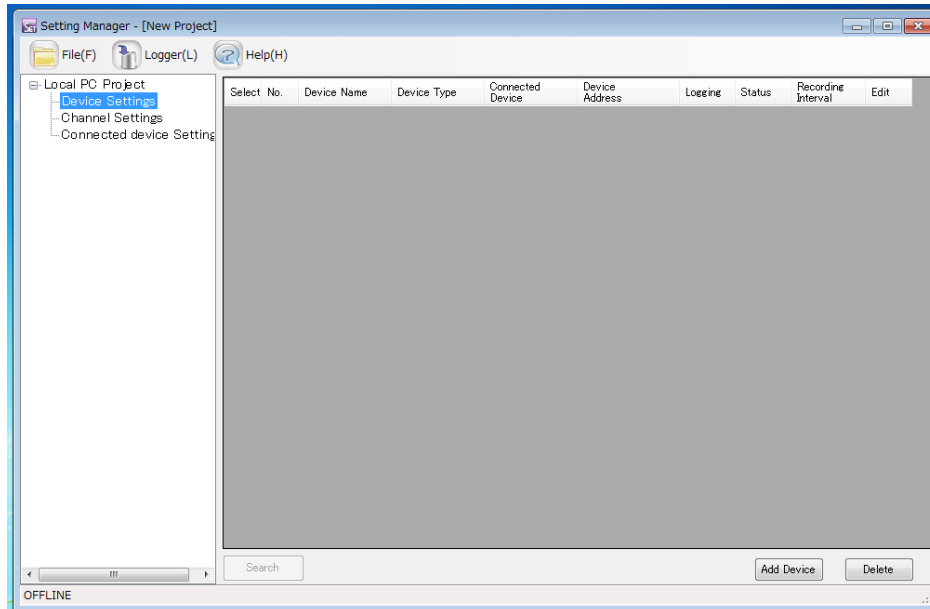 Setting Manager - [New Project]
File(F) Logger(L) Help(H)
Local PC Project
Device Settings
Channel Settings
Connected device Setting
Select No. Device Name Device Type Connected Device Device Address Logging Status Recording Interval Edit
Search Add Device Delete
OFFLINE